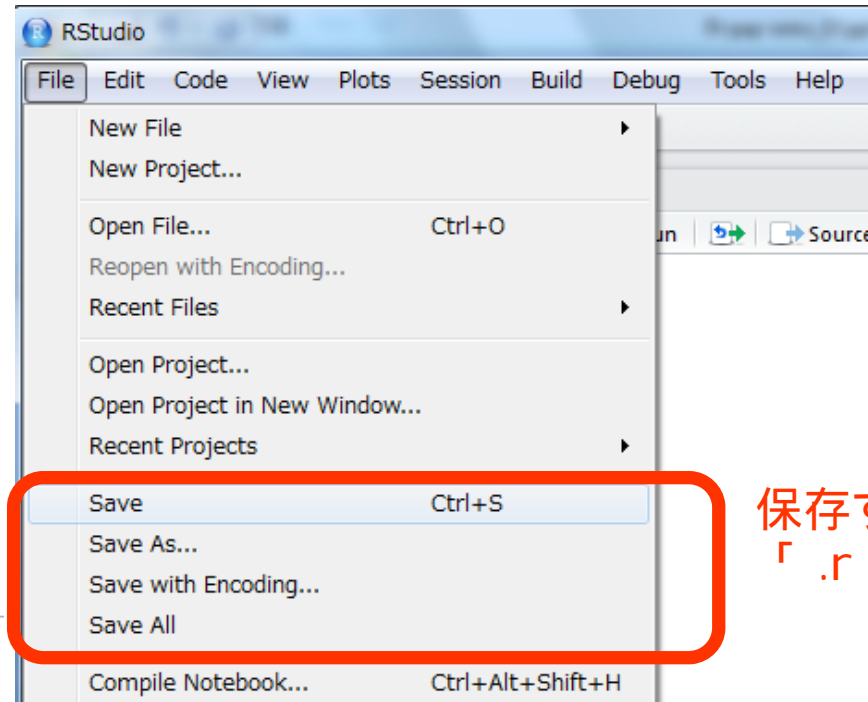 RStudio
File Edit Code View Plots Session Build Debug Tools Help
New File
New Project...
Open File... Ctrl+O
Reopen with Encoding...
Recent Files
Source
Open Project...
Open Project in New Window...
Recent Projects
Save Ctrl+S
Save As...
Save with Encoding...
Save All
保存す
「 .r
Compile Notebook... Ctrl+Alt+Shift+H